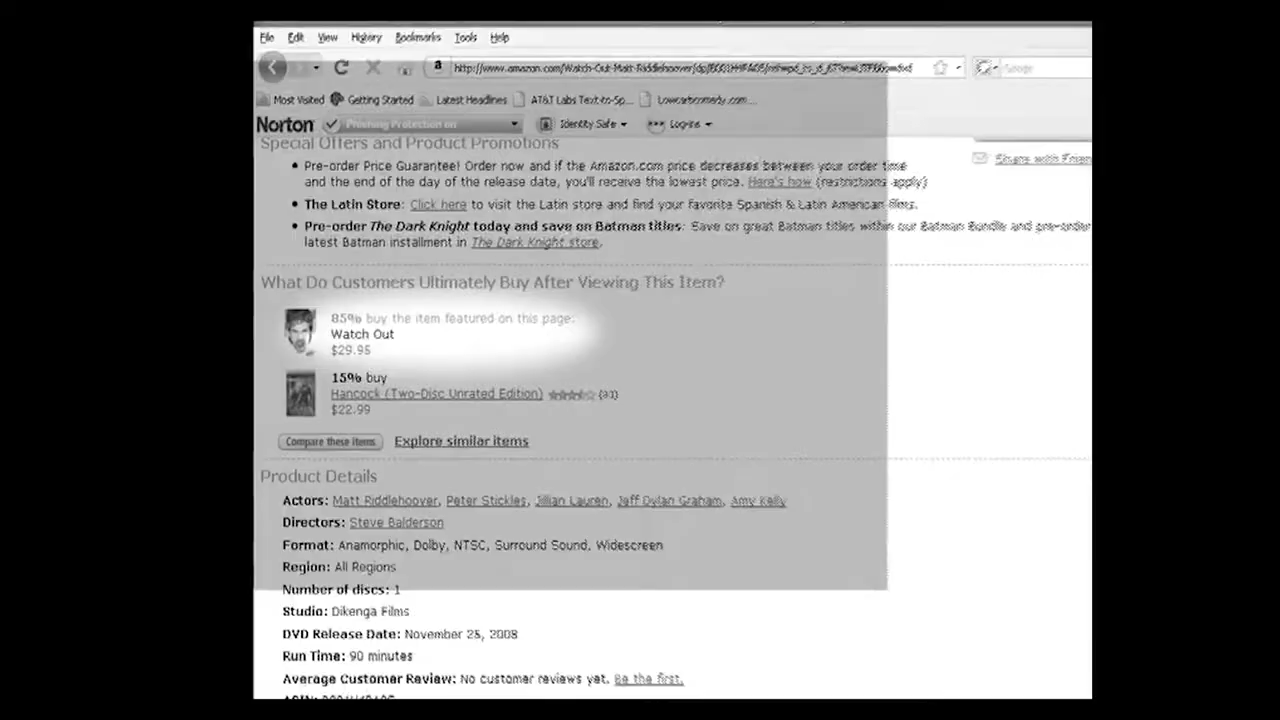 File Edit View History Bookmarks Tools Help
Google
Most Visited Getting Started Latest Headlines AT&T Labs Text-to-Sp... Lowcarbcomedy.com ...
Norton Phishing Protection on Identity Safe Log-ins
Special Offers and Product Promotions
Share with Frien
Pre-order Price Guarantee! Order now and if the Amazon.com price decreases between your order time
and the end of the day of the release date, you'll receive the lowest price. Here's how (restrictions apply)
The Latin Store: Click here to visit the Latin store and find your favorite Spanish & Latin American films.
Pre-order The Dark Knight today and save on Batman titles: Save on great Batman titles within our Batman Bundle and pre-order
latest Batman installment in The Dark Knight store.
What Do Customers Ultimately Buy After Viewing This Item?
85% buy the item featured on this page:
Watch Out
$29.95
15% buy
Hancock (Two-Disc Unrated Edition)
$22.99
Compare these items Explore similar items
Product Details
Actors: Matt Riddlehoover, Peter Stickles, Jillian Lauren, Jeff Dylan Graham, Amy Kelly
Directors: Steve Balderson
Format: Anamorphic, Dolby, NTSC, Surround Sound, Widescreen
Region: All Regions
Number of discs: 1
Studio: Dikenga Films
DVD Release Date: November 25, 2008
Run Time: 90 minutes
Average Customer Review: No customer reviews yet. Be the first.